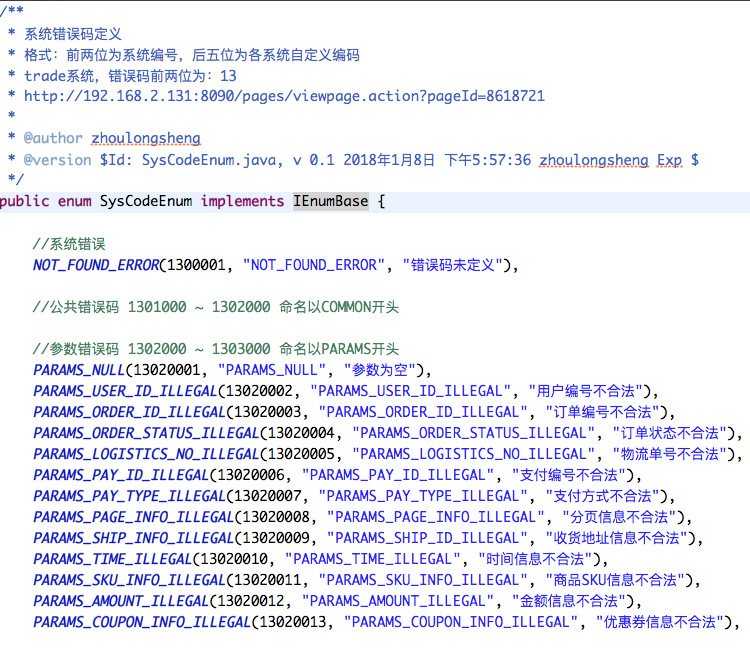 /**
 * 系统错误码定义
 * 格式：前两位为系统编号，后五位为各系统自定义编码
 * trade系统，错误码前两位为：13
 * http://192.168.2.131:8090/pages/viewpage.action?pageId=8618721
 *
 * @author zhoulongsheng
 * @version $Id: SysCodeEnum.java, v 0.1 2018年1月8日 下午5:57:36 zhoulongsheng Exp $
 */
public enum SysCodeEnum implements IEnumBase {
//系统错误
NOT_FOUND_ERROR(1300001, "NOT_FOUND_ERROR", "错误码未定义"),
//公共错误码 1301000 ~ 1302000 命名以COMMON开头
//参数错误码 1302000 ~ 1303000 命名以PARAMS开头
PARAMS_NULL(13020001, "PARAMS_NULL", "参数为空"),
PARAMS_USER_ID_ILLEGAL(13020002, "PARAMS_USER_ID_ILLEGAL", "用户编号不合法"),
PARAMS_ORDER_ID_ILLEGAL(13020003, "PARAMS_ORDER_ID_ILLEGAL", "订单编号不合法"),
PARAMS_ORDER_STATUS_ILLEGAL(13020004, "PARAMS_ORDER_STATUS_ILLEGAL", "订单状态不合法"),
PARAMS_LOGISTICS_NO_ILLEGAL(13020005, "PARAMS_LOGISTICS_NO_ILLEGAL", "物流单号不合法"),
PARAMS_PAY_ID_ILLEGAL(13020006, "PARAMS_PAY_ID_ILLEGAL", "支付编号不合法"),
PARAMS_PAY_TYPE_ILLEGAL(13020007, "PARAMS_PAY_TYPE_ILLEGAL", "支付方式不合法"),
PARAMS_PAGE_INFO_ILLEGAL(13020008, "PARAMS_PAGE_INFO_ILLEGAL", "分页信息不合法"),
PARAMS_SHIP_INFO_ILLEGAL(13020009, "PARAMS_SHIP_ID_ILLEGAL", "收货地址信息不合法"),
PARAMS_TIME_ILLEGAL(13020010, "PARAMS_TIME_ILLEGAL", "时间信息不合法"),
PARAMS_SKU_INFO_ILLEGAL(13020011, "PARAMS_SKU_INFO_ILLEGAL", "商品SKU信息不合法"),
PARAMS_AMOUNT_ILLEGAL(13020012, "PARAMS_AMOUNT_ILLEGAL", "金额信息不合法"),
PARAMS_COUPON_INFO_ILLEGAL(13020013, "PARAMS_COUPON_INFO_ILLEGAL", "优惠券信息不合法"),